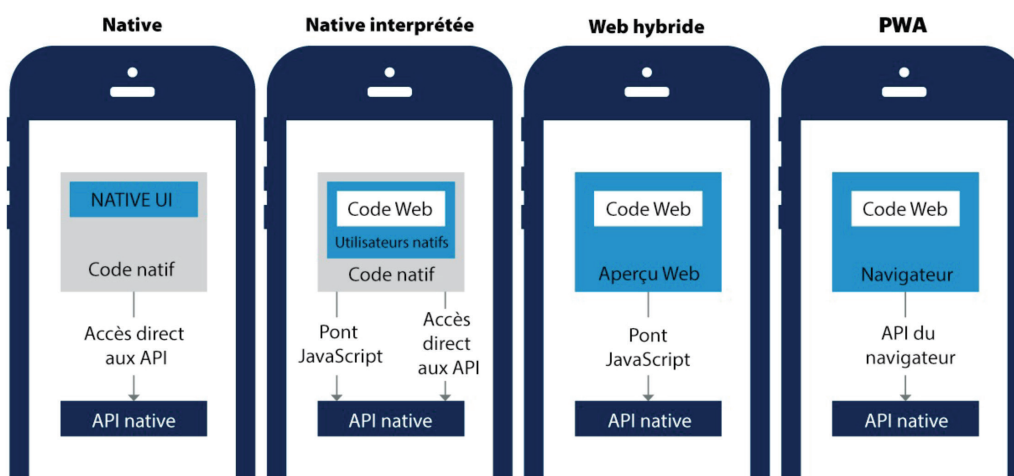 Native
NATIVE UI
Code natif
Accès direct
aux API
API native
Native interprétée
Code Web
Utilisateurs natifs
Code natif
Pont
JavaScript
Accès
direct
aux API
API native
Web hybride
Code Web
Aperçu Web
Pont
JavaScript
API native
PWA
Code Web
Navigateur
API du
navigateur
API native